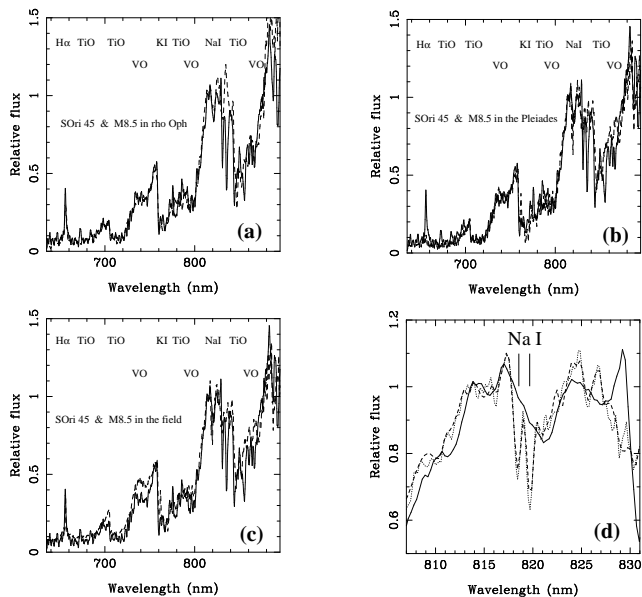 1.5
Hα TiO TiO KI TiO NaI TiO
VO VO VO
1
SOri 45 & M8.5 in rho Oph
0.5
(a)
0
700 800
Relative flux
Wavelength (nm)
1.5
Hα TiO TiO KI TiO NaI TiO
VO VO VO
1
SOri 45 & M8.5 in the Pleiades
0.5
(b)
0
700 800
Relative flux
Wavelength (nm)
1.5
Hα TiO TiO KI TiO NaI TiO
VO VO VO
1
SOri 45 & M8.5 in the field
0.5
(c)
0
700 800
Relative flux
Wavelength (nm)
Na I
1.2
1
0.8
0.6
(d)
810 815 820 825 830
Relative flux
Wavelength (nm)